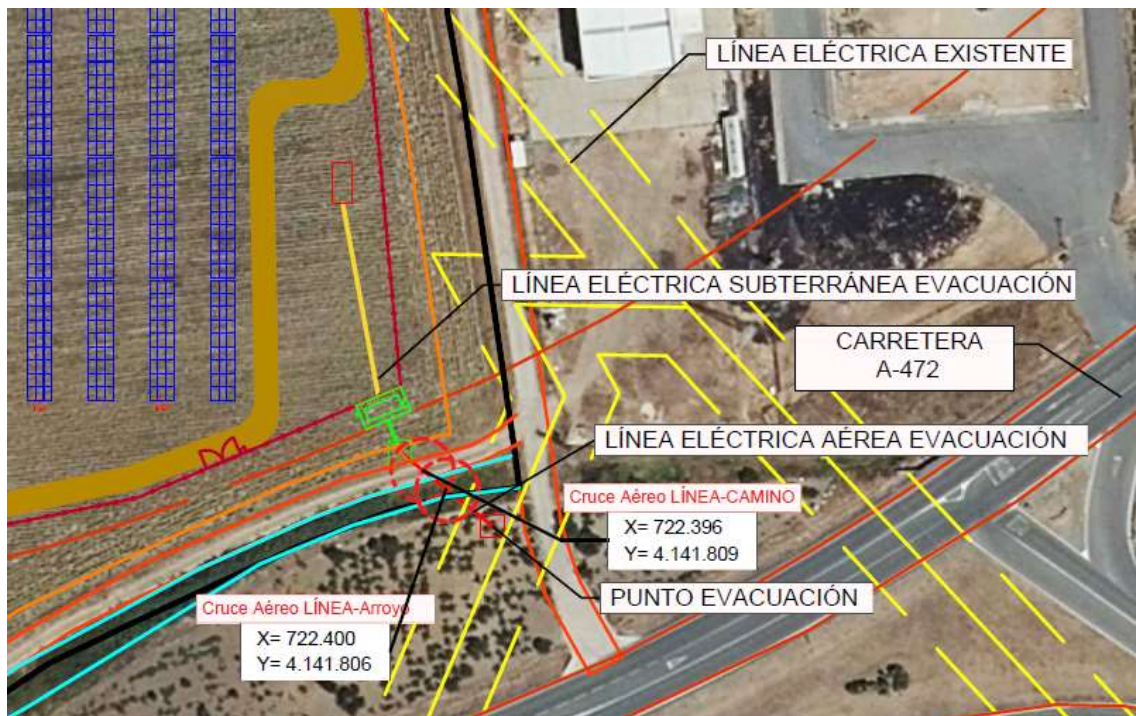 LÍNEA ELÉCTRICA EXISTENTE
LÍNEA ELÉCTRICA SUBTERRÁNEA EVACUACIÓN
CARRETERA
A-472
LÍNEA ELÉCTRICA AÉREA EVACUACIÓN
Cruce Aéreo LÍNEA-CAMINO
X= 722.396
Y= 4.141.809
PUNTO EVACUACIÓN
Cruce Aéreo LÍNEA-Arroyo
X= 722.400
Y= 4.141.806